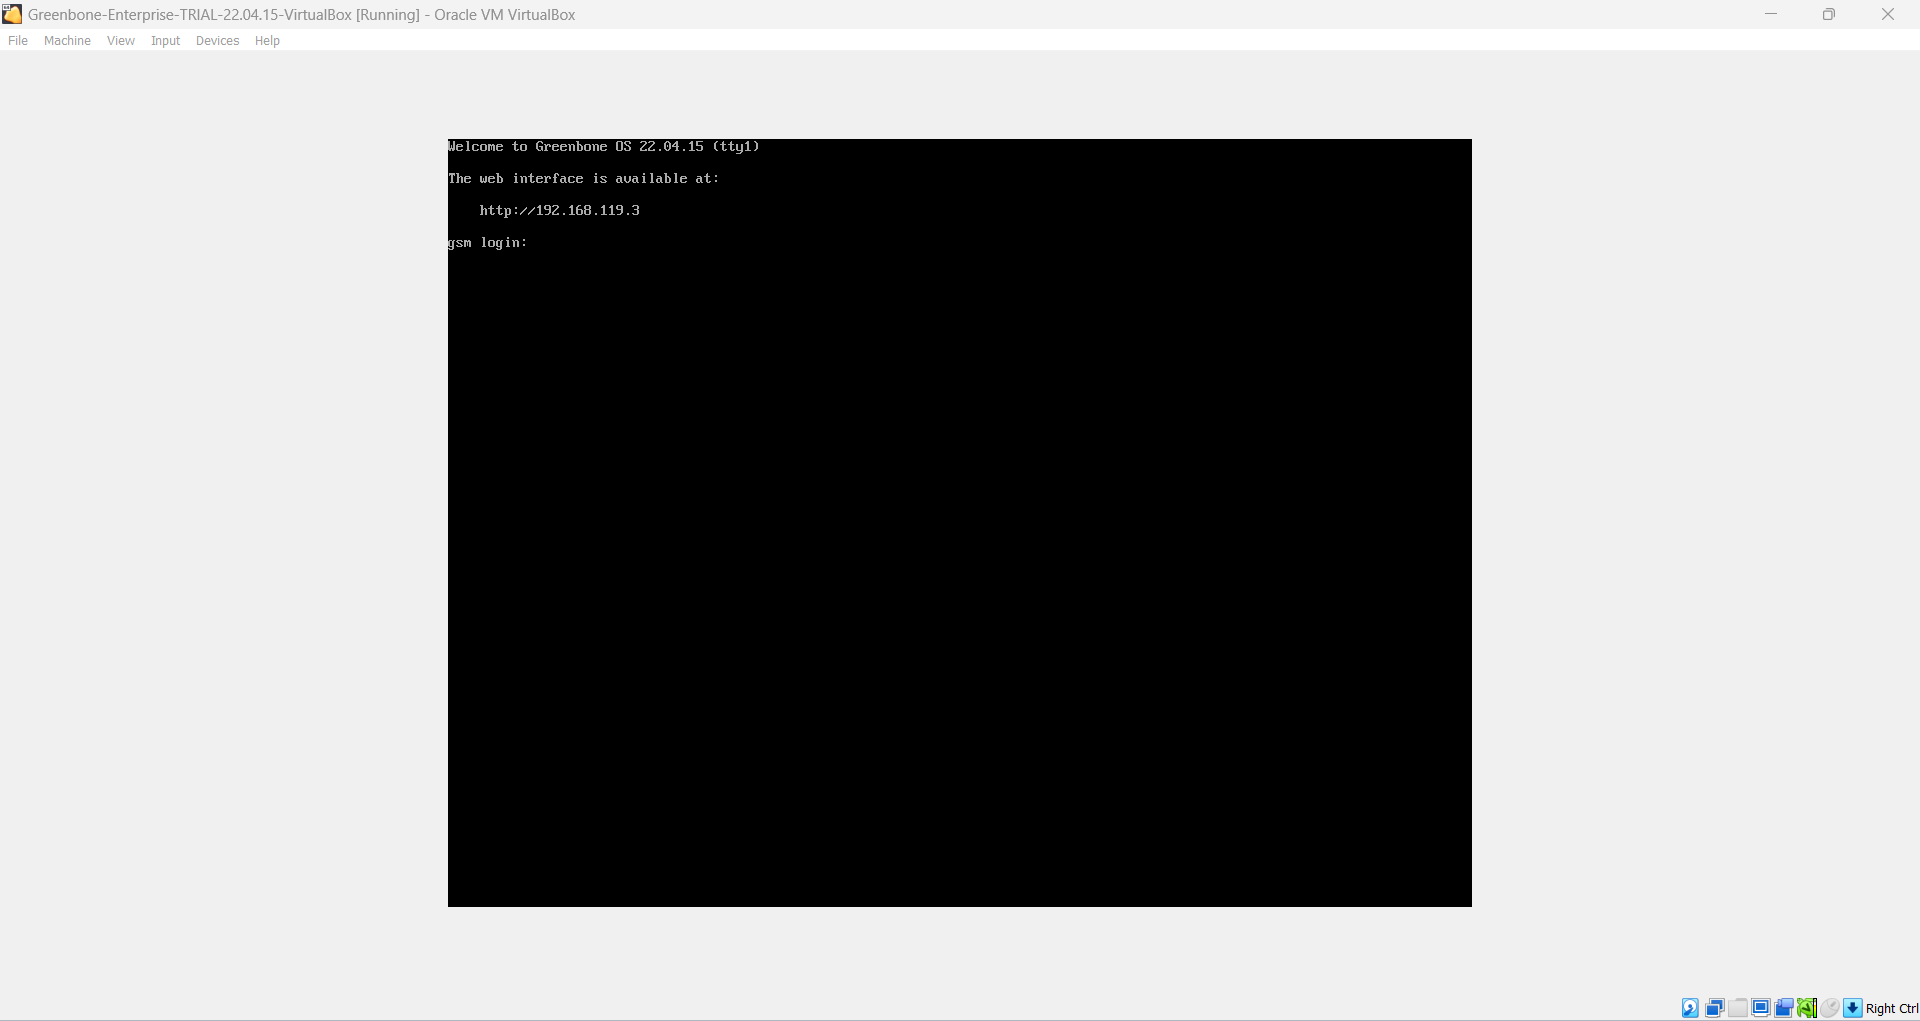 Greenbone-Enterprise-TRIAL-22.04.15-VirtualBox [Running] - Oracle VM VirtualBox
File Machine View Input Devices Help
Welcome to Greenbone OS 22.04.15 (tty1)
The web interface is available at:
http://192.168.119.3
gsm login:
Right Ctrl